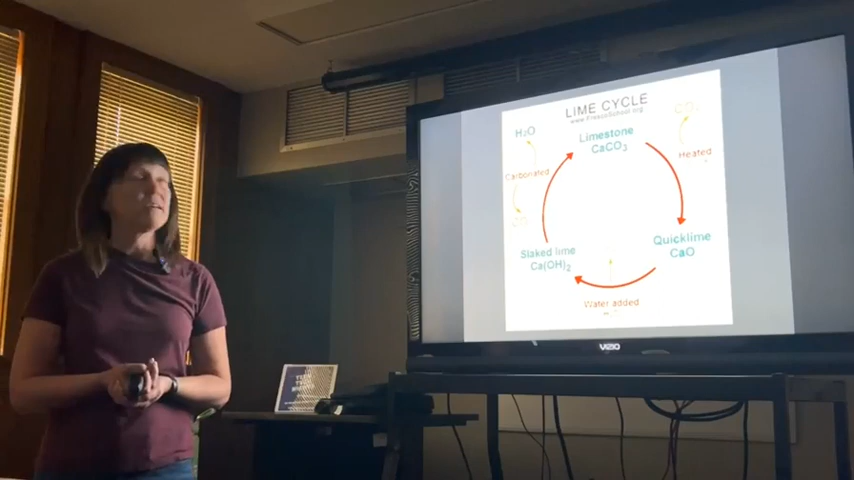 LIME CYCLE
www.FrescoSchool.org
H₂O
CO₂
Limestone
CaCO₃
Heated
Carbonated
CO₂
Quicklime
CaO
Slaked lime
Ca(OH)₂
Water added
VIZIO